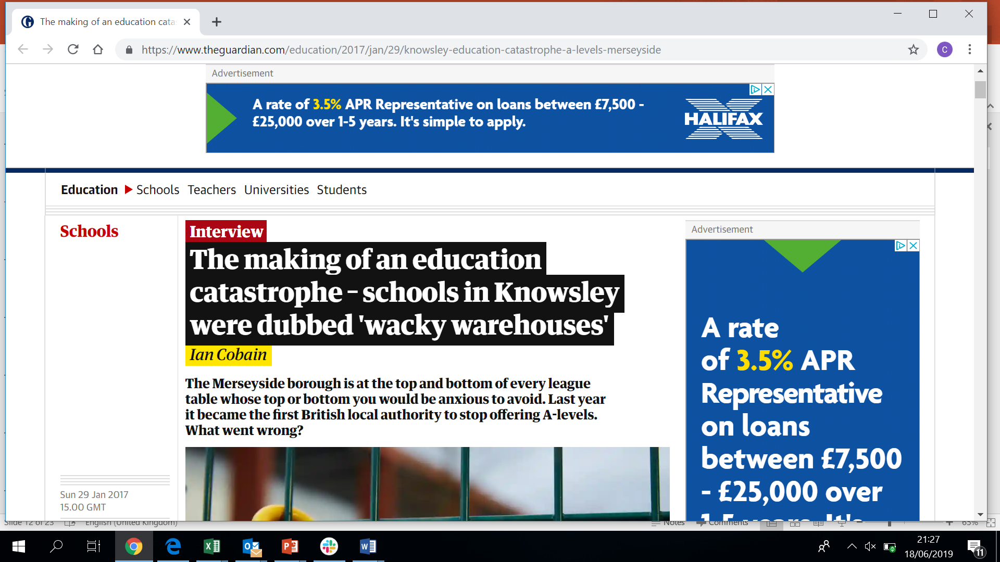 The making of an education cata
https://www.theguardian.com/education/2017/jan/29/knowsley-education-catastrophe-a-levels-merseyside
C
Advertisement
A rate of 3.5% APR Representative on loans between £7,500 -
£25,000 over 1-5 years. It's simple to apply.
HALIFAX
Education Schools Teachers Universities Students
Schools
Interview
The making of an education
catastrophe – schools in Knowsley
were dubbed 'wacky warehouses'
Ian Cobain
The Merseyside borough is at the top and bottom of every league
table whose top or bottom you would be anxious to avoid. Last year
it became the first British local authority to stop offering A-levels.
What went wrong?
Sun 29 Jan 2017
15.00 GMT
Advertisement
A rate
of 3.5% APR
Representative
on loans
between £7,500
- £25,000 over
1-5 years. It's
Slide 12 of 23
English (United Kingdom)
Notes
Comments
63%
21:27
18/06/2019
11